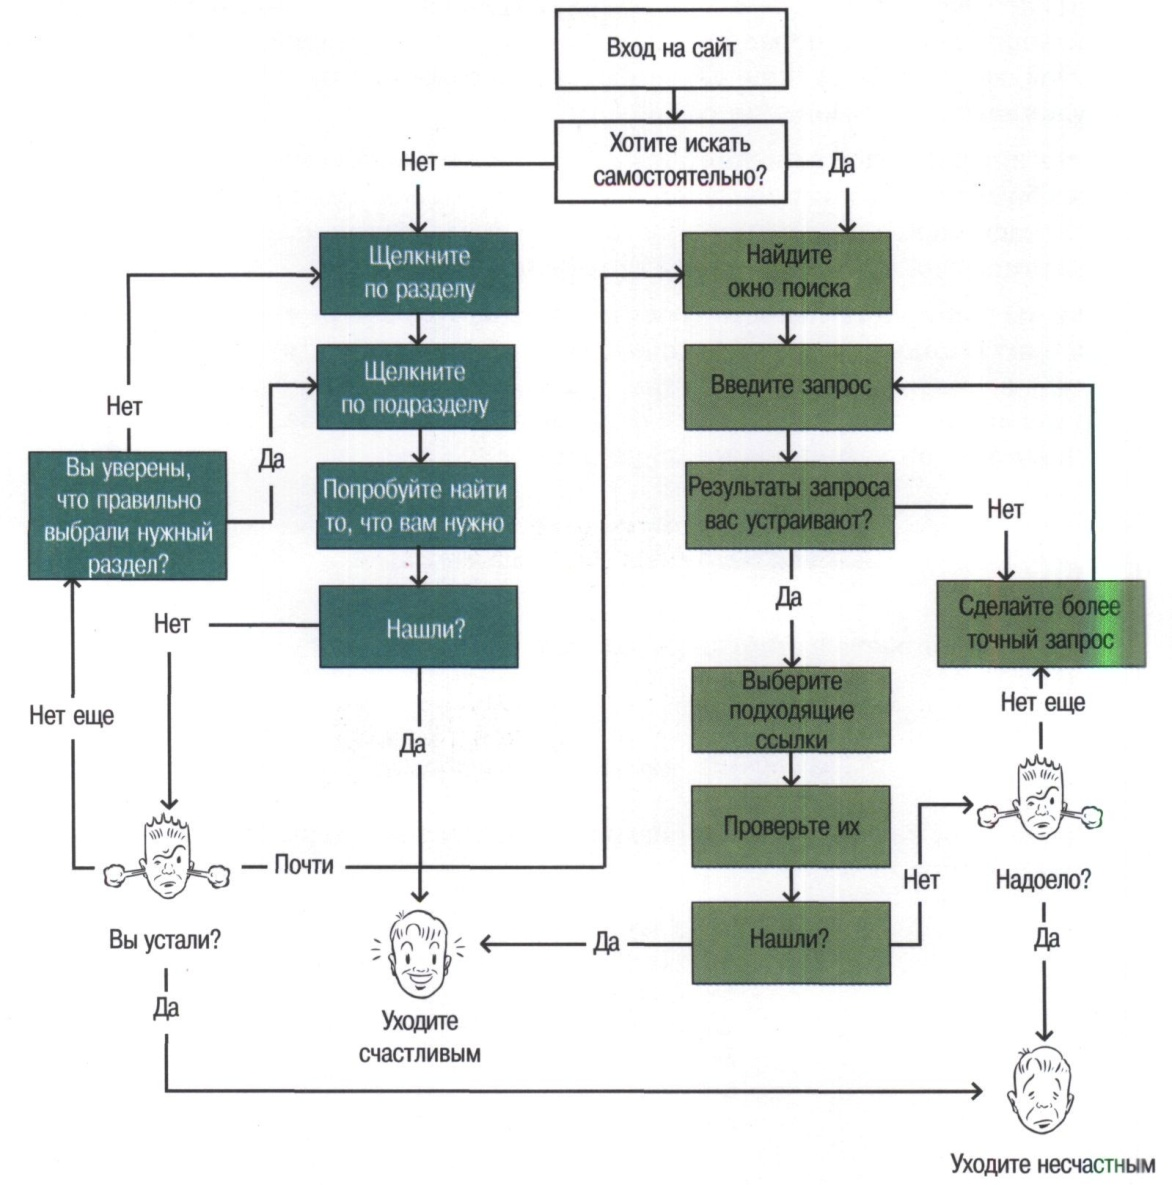 Вход на сайт
Хотите искать
самостоятельно?
Нет
Да
Щелкните
по разделу
Найдите
окно поиска
Щелкните
по подразделу
Введите запрос
Нет
Да
Вы уверены,
что правильно
выбрали нужный
раздел?
Попробуйте найти
то, что вам нужно
Результаты запроса
вас устраивают?
Нет
Да
Сделайте более
точный запрос
Нет
Нашли?
Нет еще
Да
Выберите
подходящие
ссылки
Нет еще
Проверьте их
Почти
Нет
Надоело?
Вы устали?
Да
Нашли?
Да
Да
Уходите
счастливым
Уходите несчастным